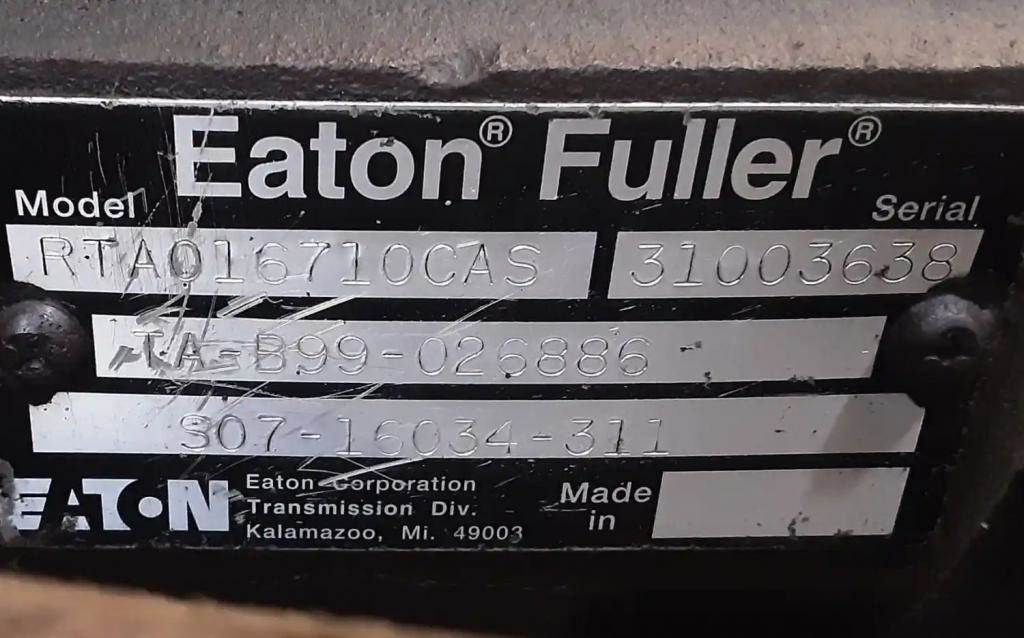 Eaton® Fuller®
Model Serial
RTAO16710CAS 31003638
TA-B99-026886
S07-16034-311
EATON Eaton Corporation
Transmission Div.
Kalamazoo, Mi. 49003
Made in